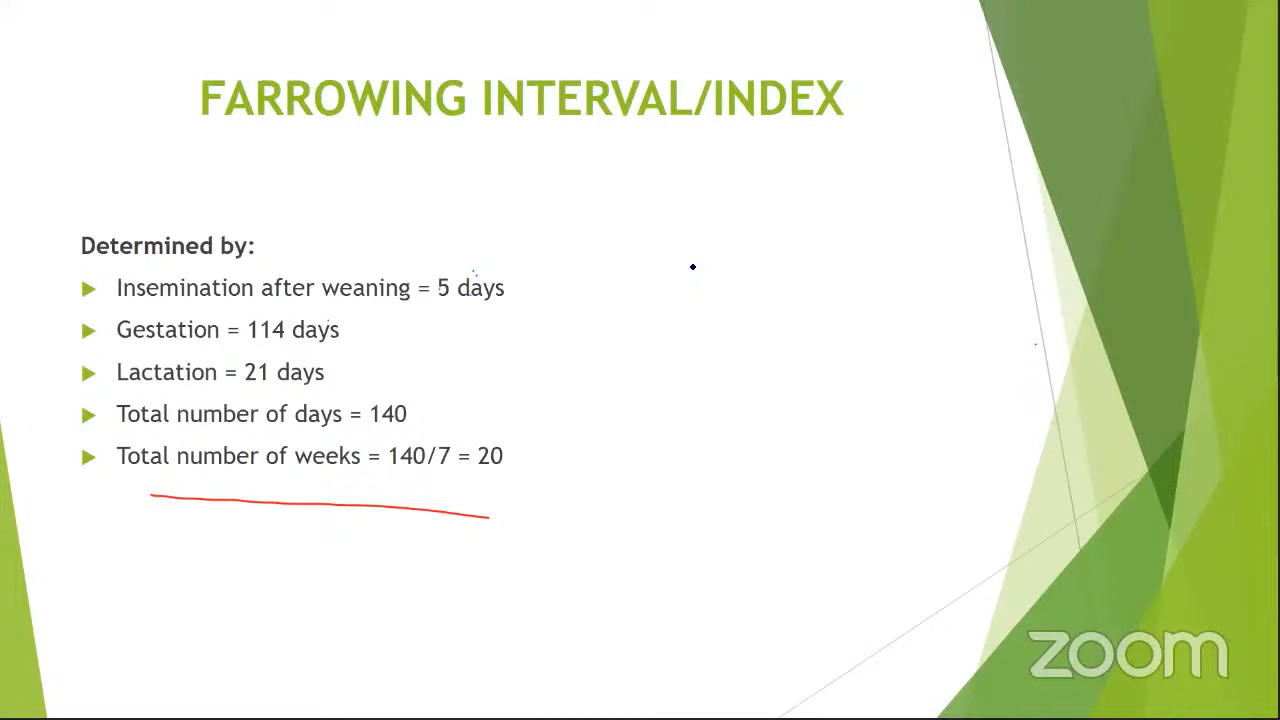 FARROWING INTERVAL/INDEX
Determined by:
Insemination after weaning = 5 days
Gestation = 114 days
Lactation = 21 days
Total number of days = 140
Total number of weeks = 140/7 = 20
zoom